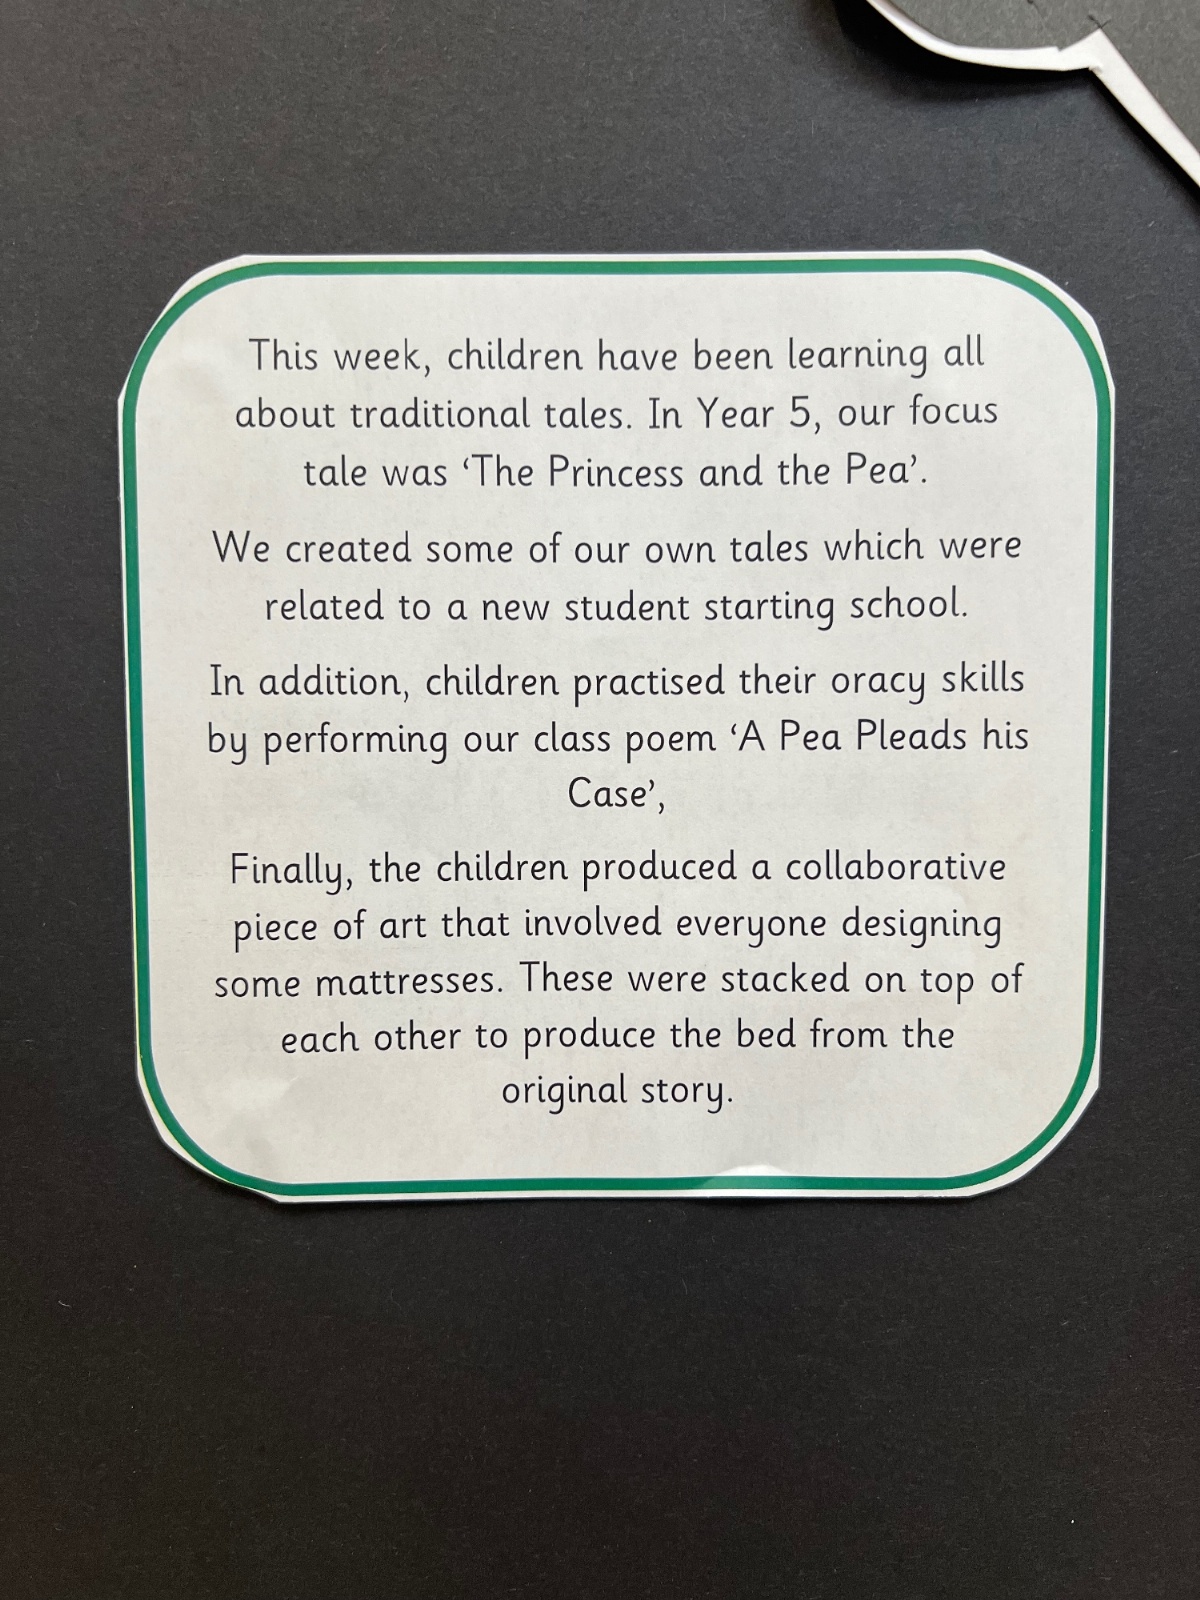 This week, children have been learning all
about traditional tales. In Year 5, our focus
tale was ‘The Princess and the Pea’.
We created some of our own tales which were
related to a new student starting school.
In addition, children practised their oracy skills
by performing our class poem ‘A Pea Pleads his
Case’,
Finally, the children produced a collaborative
piece of art that involved everyone designing
some mattresses. These were stacked on top of
each other to produce the bed from the
original story.